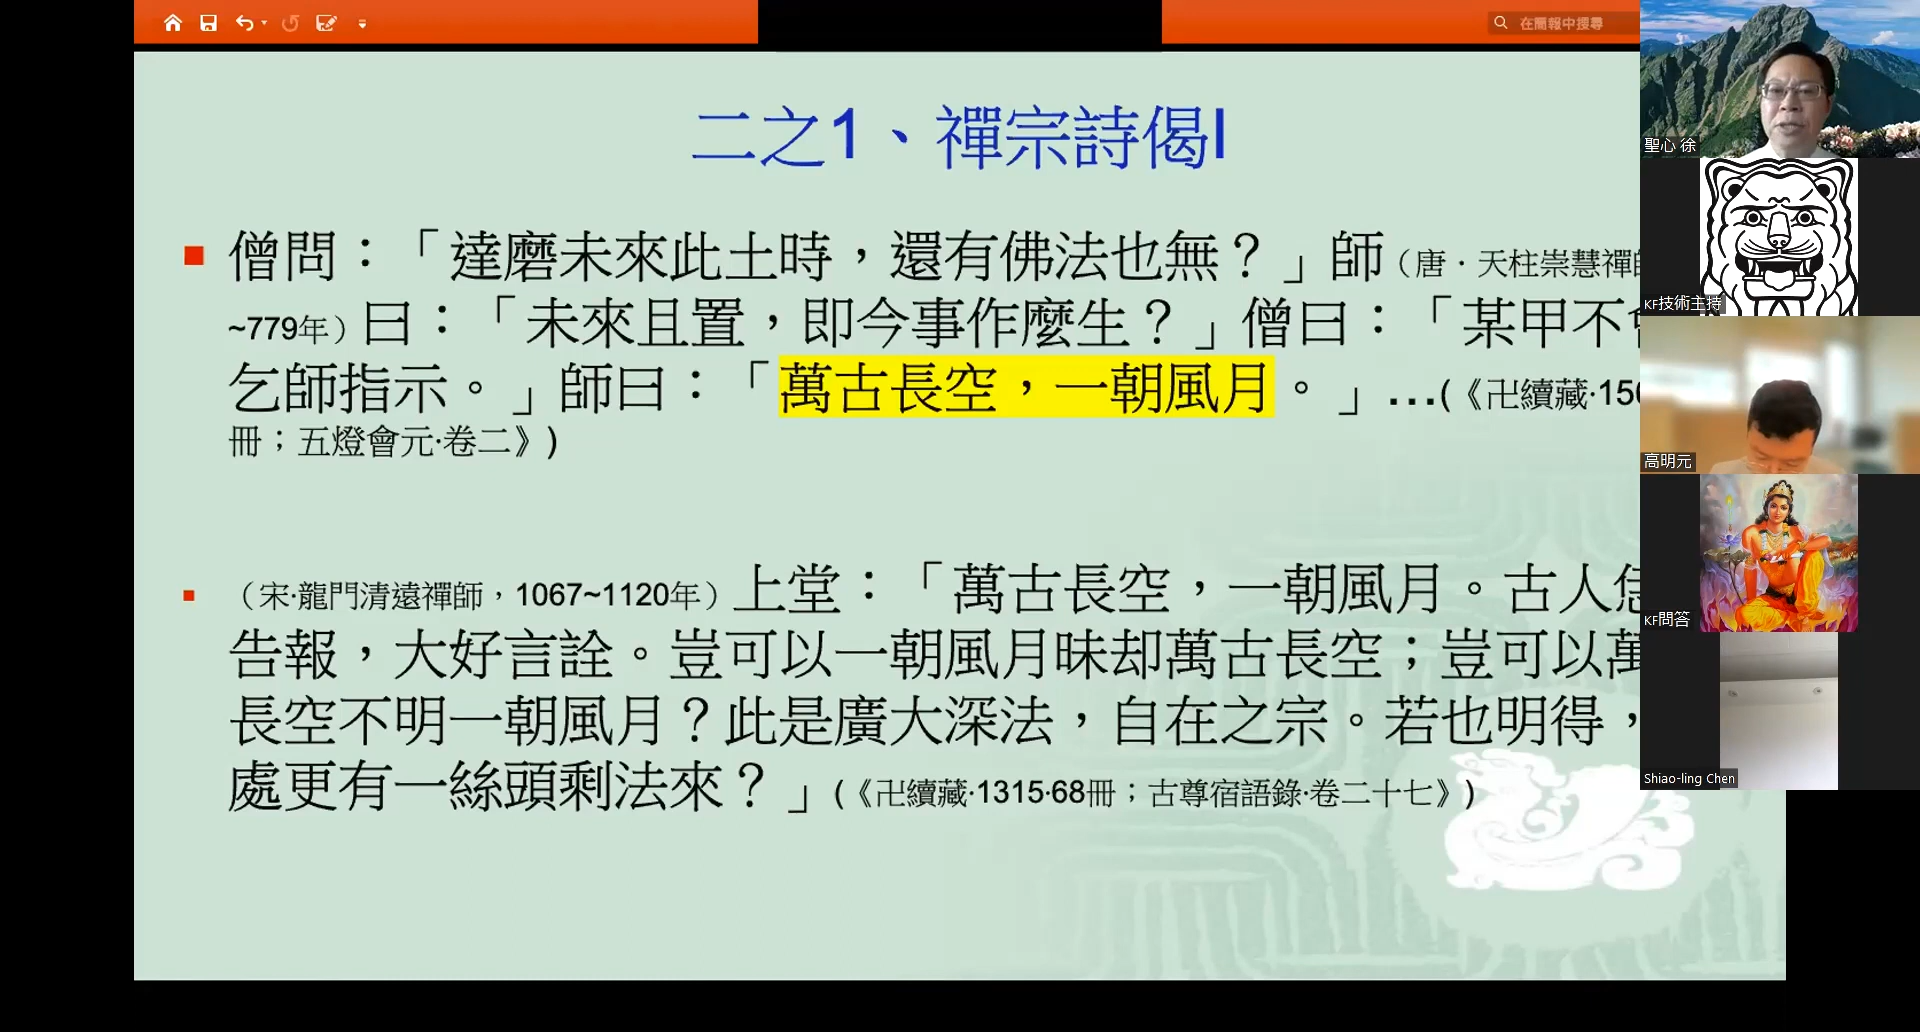 在簡報中搜尋
二之1、禪宗詩偈I
僧問：「達磨未來此土時，還有佛法也無？」師（唐．天柱崇慧禪
~779年）曰：「未來且置，即今事作麼生？」僧曰：「某甲不
乞師指示。」師曰：「萬古長空，一朝風月。」…(《卍續藏·15
冊；五燈會元·卷二》)
（宋·龍門清遠禪師，1067~1120年）上堂：「萬古長空，一朝風月。古人
告報，大好言詮。豈可以一朝風月昧却萬古長空；豈可以萬
長空不明一朝風月？此是廣大深法，自在之宗。若也明得，
處更有一絲頭剩法來？」(《卍續藏·1315·68冊；古尊宿語錄·卷二十七》)
聖心 徐
KF技術主持
高明元
KF問答
Shiao-ling Chen